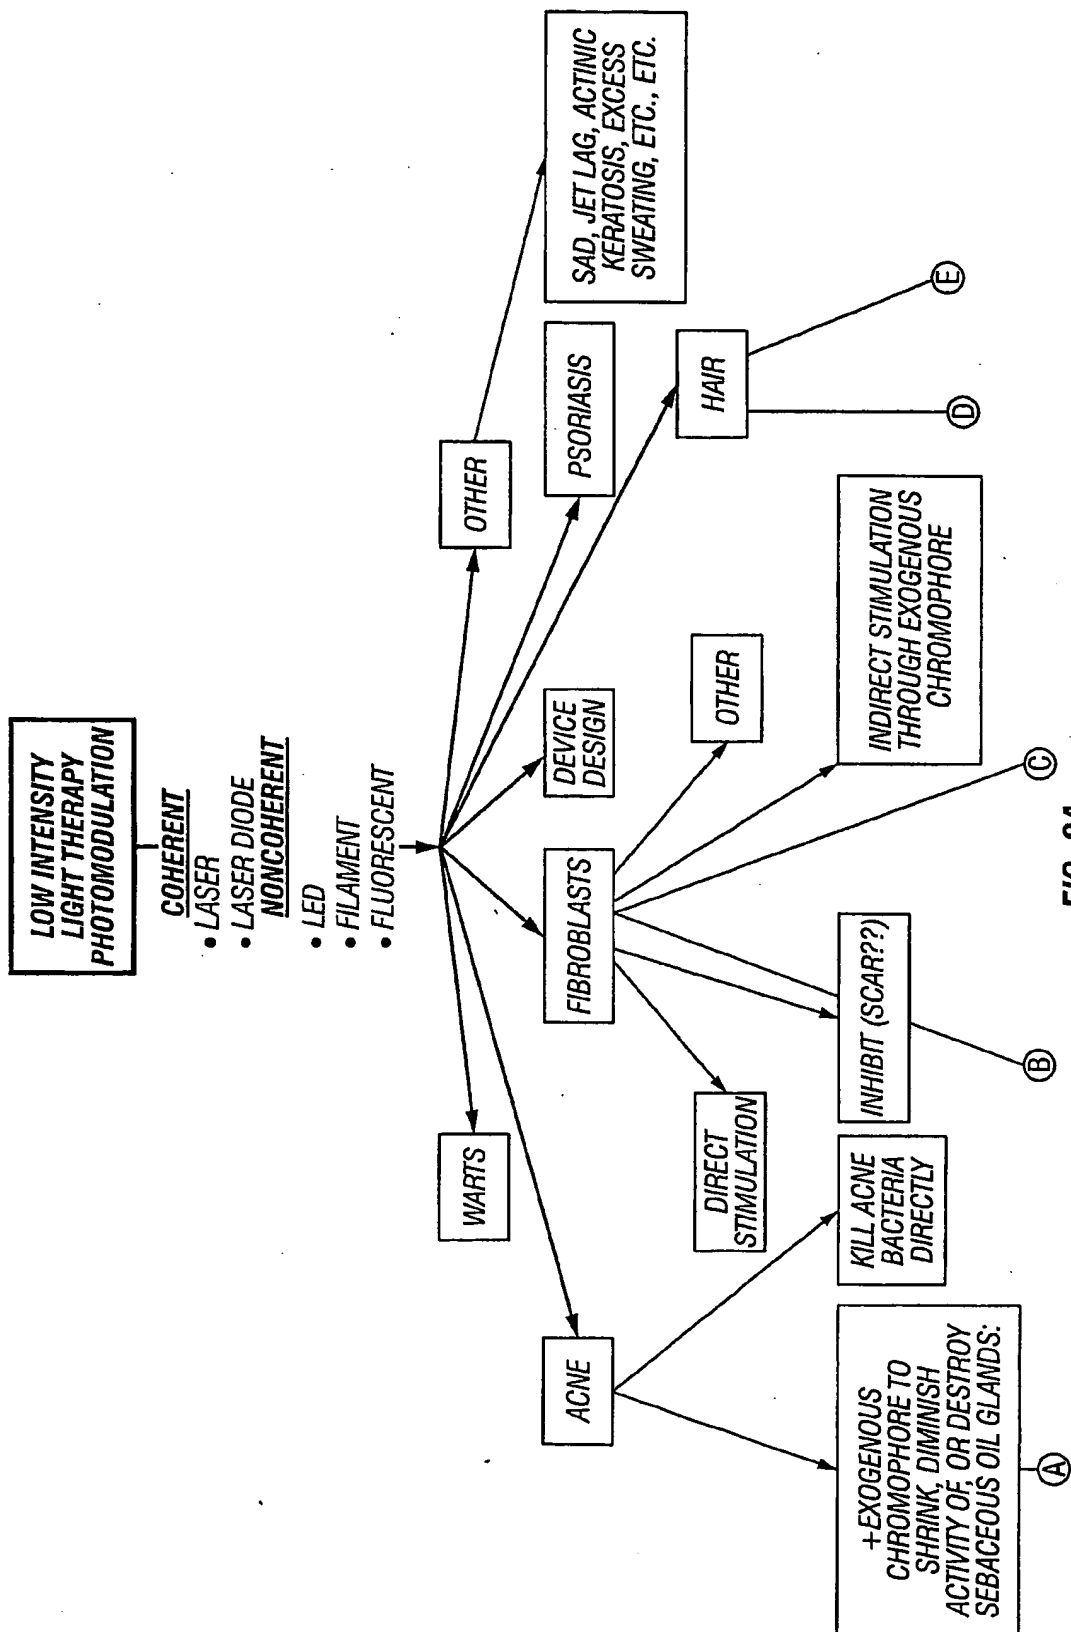 LOW INTENSITY
LIGHT THERAPY
PHOTOMODULATION
COHERENT
• LASER
• LASER DIODE
NONCOHERENT
• LED
• FILAMENT
• FLUORESCENT
WARTS
OTHER
ACNE
FIBROBLASTS
DEVICE
DESIGN
PSORIASIS
SAD, JET LAG, ACTINIC
KERATOSIS, EXCESS
SWEATING, ETC., ETC.
DIRECT
STIMULATION
OTHER
HAIR
+EXOGENOUS
CHROMOPHORE TO
SHRINK, DIMINISH
ACTIVITY OF, OR DESTROY
SEBACEOUS OIL GLANDS:
KILL ACNE
BACTERIA
DIRECTLY
INHIBIT (SCAR??)
INDIRECT STIMULATION
THROUGH EXOGENOUS
CHROMOPHORE
A
B
C
D
E
FIG.